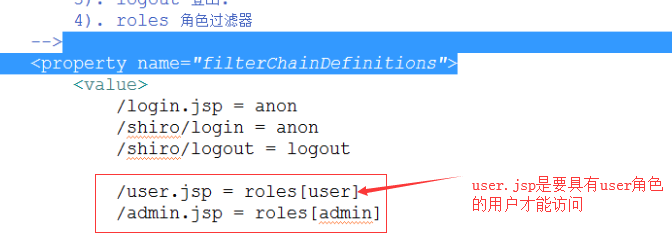 3). logout 登出.
4). roles 角色过滤器
-->
<property name="filterChainDefinitions">
<value>
/login.jsp = anon
/shiro/login = anon
/shiro/logout = logout
/user.jsp = roles[user]
/admin.jsp = roles[admin]
user.jsp是要具有user角色
的用户才能访问